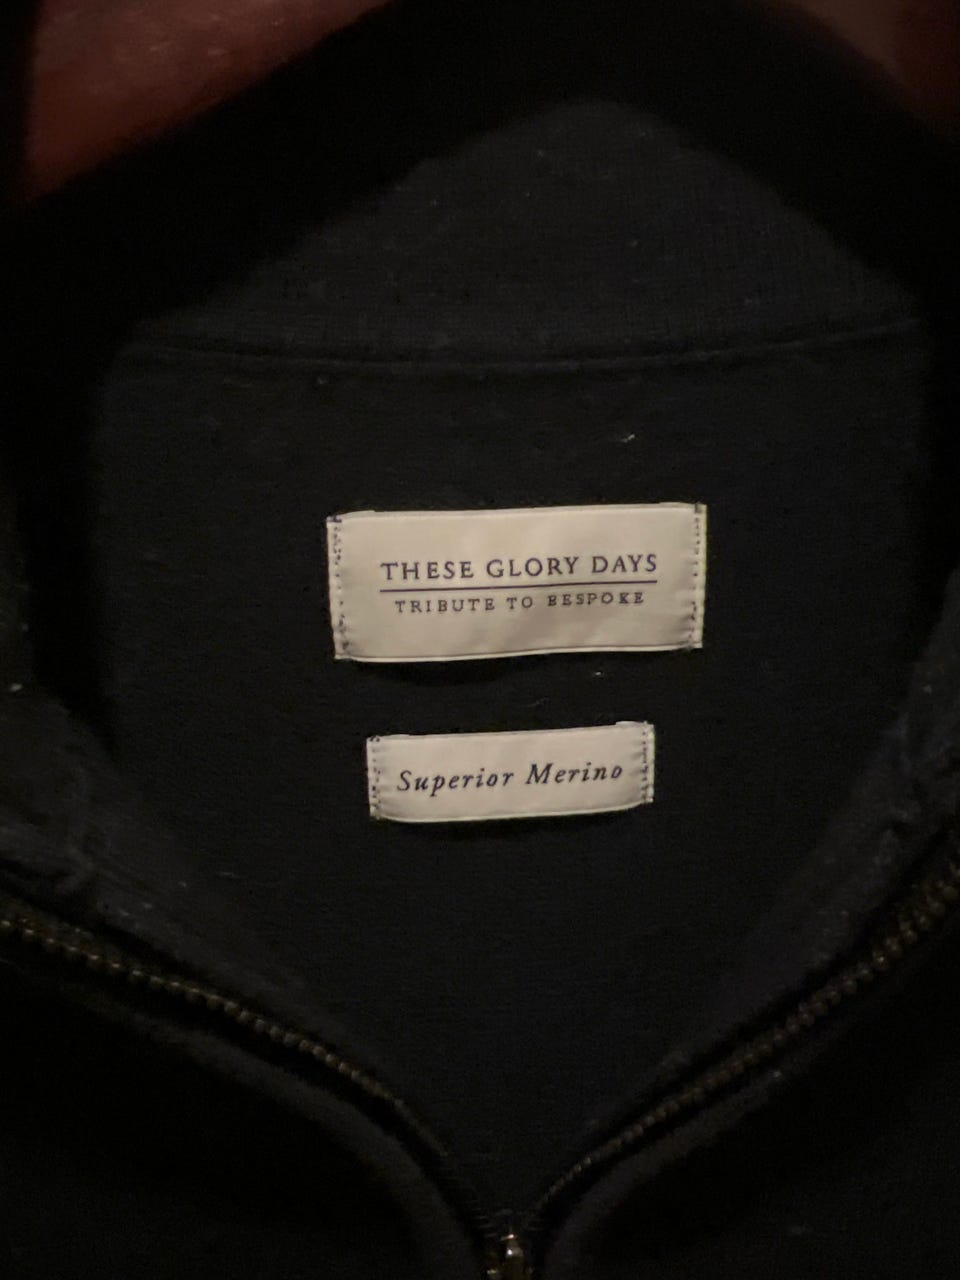 THESE GLORY DAYS
TRIBUTE TO BESPOKE
Superior Merino